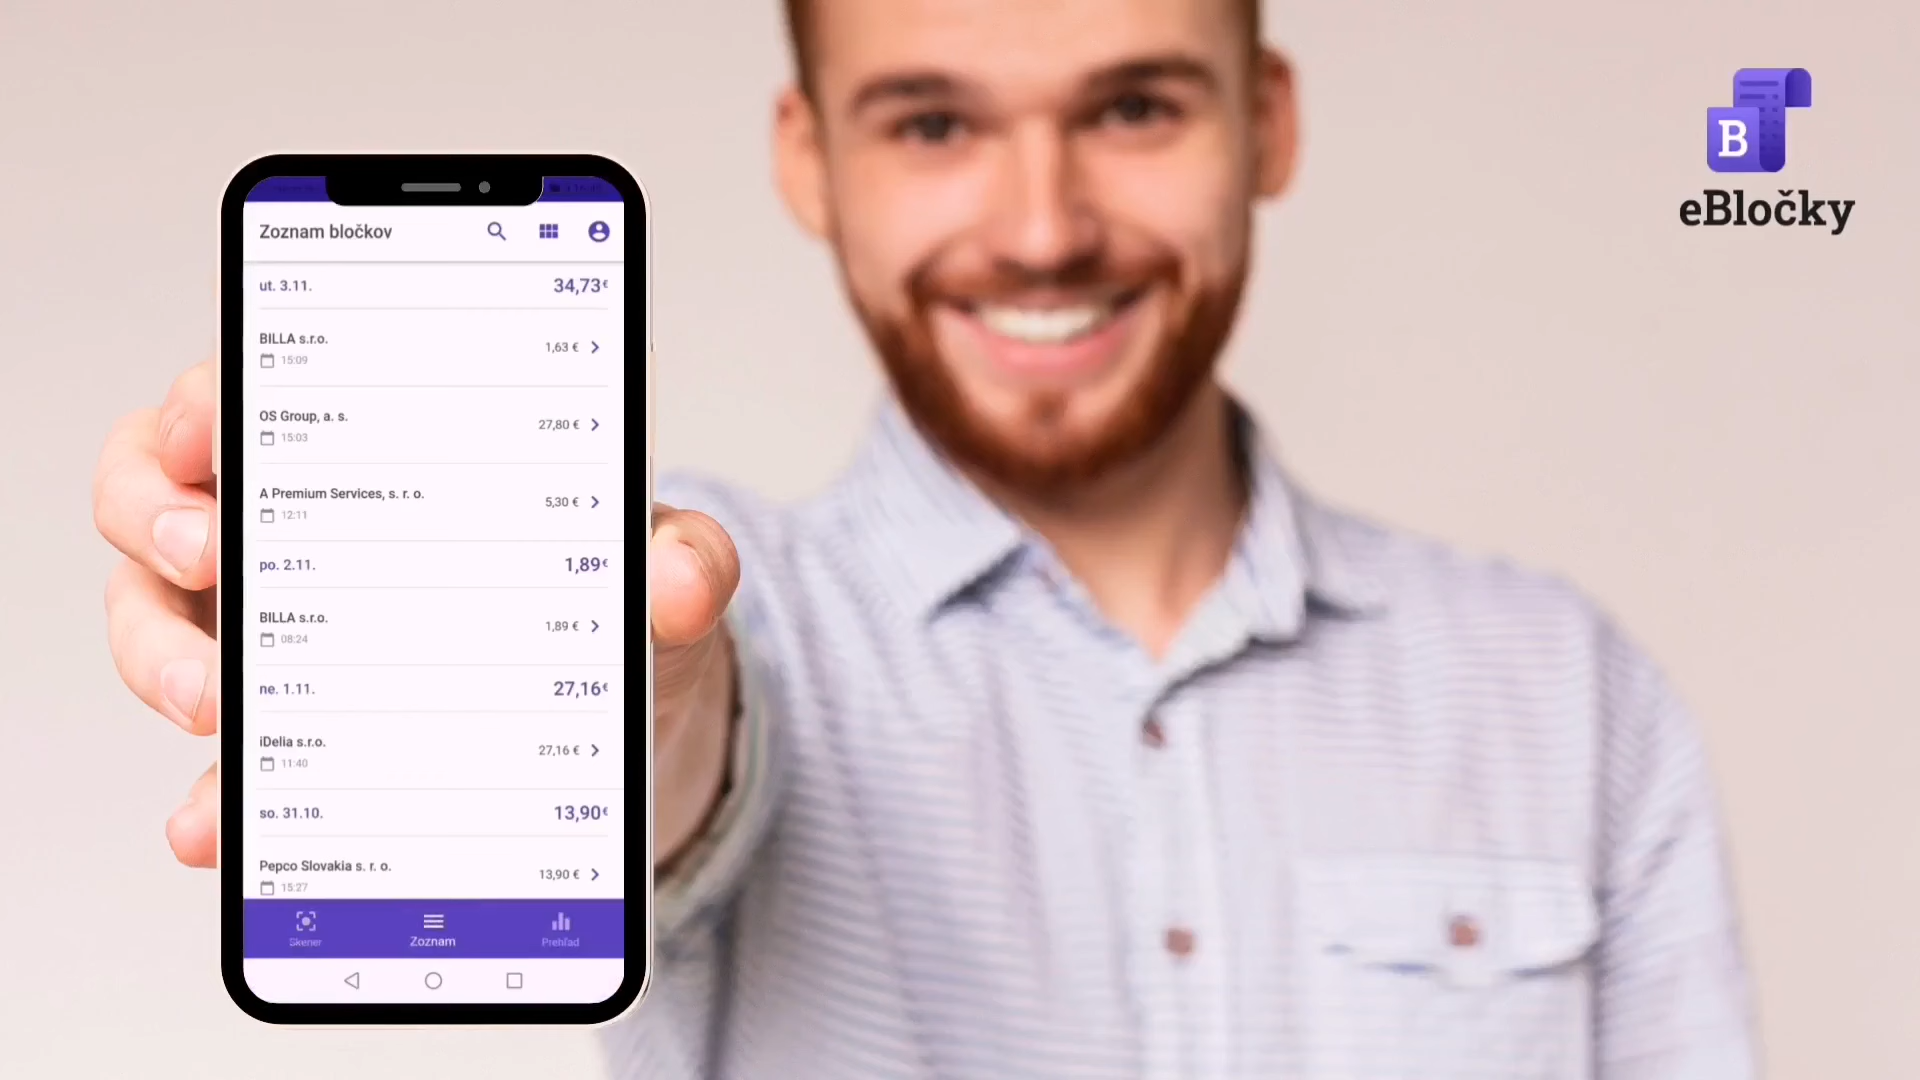 B
eBločky
Zoznam bločkov
ut. 3.11. 34,73€
BILLA s.r.o.
1,63 €
15:09
OS Group, a. s.
27,80 €
15:03
A Premium Services, s. r. o.
5,30 €
12:11
po. 2.11. 1,89€
BILLA s.r.o.
1,89 €
08:24
ne. 1.11. 27,16€
iDelia s.r.o.
27,16 €
11:40
so. 31.10. 13,90€
Pepco Slovakia s. r. o.
13,90 €
15:27
Skener Zoznam Prehľad